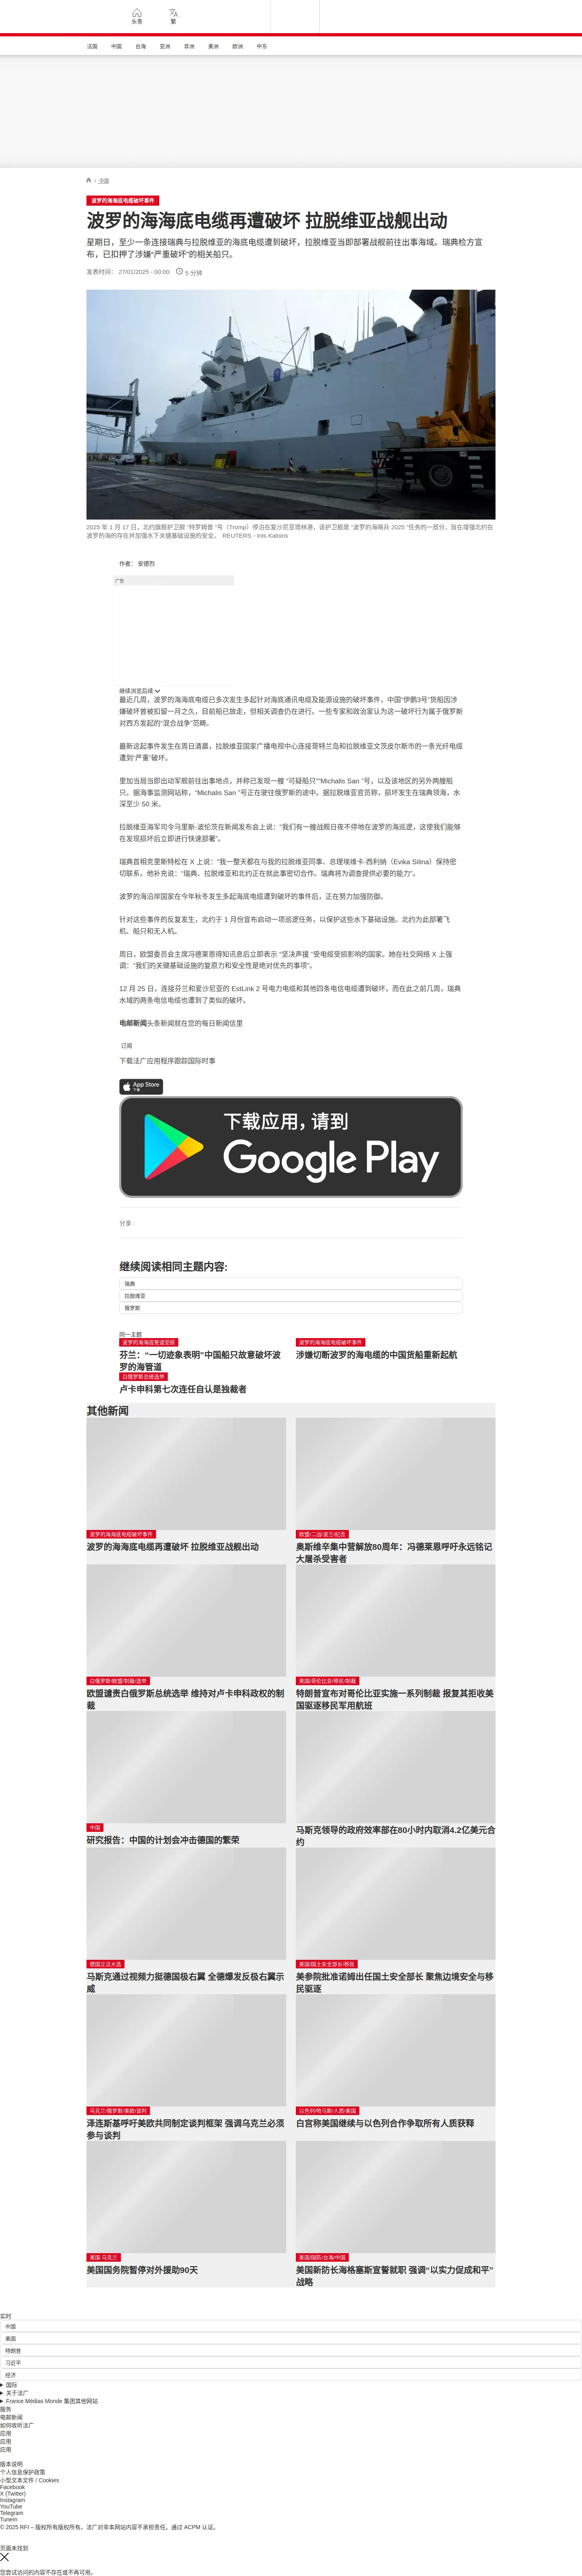 头条
繁
法国
中国
台海
亚洲
非洲
美洲
欧洲
中东
/ 中国
波罗的海海底电缆破坏事件
波罗的海海底电缆再遭破坏 拉脱维亚战舰出动
星期日，至少一条连接瑞典与拉脱维亚的海底电缆遭到破坏，拉脱维亚当即部署战舰前往出事海域。瑞典检方宣
布，已扣押了涉嫌“严重破坏”的相关船只。
发表时间： 27/01/2025 - 00:00
5 分钟
2025 年 1 月 17 日，北约旗舰护卫舰 “特罗姆普 ”号（Tromp）停泊在爱沙尼亚塔林港，该护卫舰是 “波罗的海哨兵 2025 ”任务的一部分，旨在增强北约在
波罗的海的存在并加强水下关键基础设施的安全。 REUTERS - Ints Kalnins
作者： 安德烈
广告
继续浏览后续
最近几周，波罗的海海底电缆已多次发生多起针对海底通讯电缆及能源设施的破坏事件，中国“伊鹏3号”货船因涉
嫌破坏曾被扣留一月之久，目前船已放走，但相关调查仍在进行。一些专家和政治家认为这一破坏行为属于俄罗斯
对西方发起的“混合战争”范畴。
最新这起事件发生在周日清晨，拉脱维亚国家广播电视中心连接哥特兰岛和拉脱维亚文茨皮尔斯市的一条光纤电缆
遭到“严重”破坏。
里加当局当即出动军舰前往出事地点，并称已发现一艘 “可疑船只”“Michalis San ”号，以及该地区的另外两艘船
只。据海事监测网站称，“Michalis San ”号正在驶往俄罗斯的途中。据拉脱维亚官员称，损坏发生在瑞典领海，水
深至少 50 米。
拉脱维亚海军司令马里斯-波伦茨在新闻发布会上说：“我们有一艘战舰日夜不停地在波罗的海巡逻，这使我们能够
在发现损坏后立即进行快速部署”。
瑞典首相克里斯特松在 X 上说：“我一整天都在与我的拉脱维亚同事、总理埃维卡-西利纳（Evika Silina）保持密
切联系。他补充说：“瑞典、拉脱维亚和北约正在就此事密切合作。瑞典将为调查提供必要的能力”。
波罗的海沿岸国家在今年秋冬发生多起海底电缆遭到破坏的事件后，正在努力加强防御。
针对这些事件的反复发生，北约于 1 月份宣布启动一项巡逻任务，以保护这些水下基础设施。北约为此部署飞
机、船只和无人机。
周日，欧盟委员会主席冯德莱恩得知讯息后立即表示 “坚决声援 ”受电缆受损影响的国家。她在社交网络 X 上强
调：“我们的关键基础设施的复原力和安全性是绝对优先的事项”。
12 月 25 日，连接芬兰和爱沙尼亚的 EstLink 2 号电力电缆和其他四条电信电缆遭到破坏，而在此之前几周，瑞典
水域的两条电信电缆也遭到了类似的破坏。
电邮新闻头条新闻就在您的每日新闻信里
订阅
下载法广应用程序跟踪国际时事
App Store
下载
下载应用，请到
Google Play
分享 :
继续阅读相同主题内容:
瑞典
拉脱维亚
俄罗斯
同一主题
波罗的海海底管道受损
芬兰：“一切迹象表明”中国船只故意破坏波
罗的海管道
波罗的海海底电缆破坏事件
涉嫌切断波罗的海电缆的中国货船重新起航
白俄罗斯总统选举
卢卡申科第七次连任自认是独裁者
其他新闻
波罗的海海底电缆破坏事件
波罗的海海底电缆再遭破坏 拉脱维亚战舰出动
欧盟/二战/波兰/纪念
奥斯维辛集中营解放80周年：冯德莱恩呼吁永远铭记
大屠杀受害者
白俄罗斯/欧盟/制裁/选举
欧盟谴责白俄罗斯总统选举 维持对卢卡申科政权的制
裁
美国/哥伦比亚/移民/制裁
特朗普宣布对哥伦比亚实施一系列制裁 报复其拒收美
国驱逐移民军用航班
中国
研究报告：中国的计划会冲击德国的繁荣
马斯克领导的政府效率部在80小时内取消4.2亿美元合
约
德国立法大选
马斯克通过视频力挺德国极右翼 全德爆发反极右翼示
威
美国/国土安全部长/移民
美参院批准诺姆出任国土安全部长 聚焦边境安全与移
民驱逐
乌克兰/俄罗斯/美欧/谈判
泽连斯基呼吁美欧共同制定谈判框架 强调乌克兰必须
参与谈判
以色列/哈马斯/人质/美国
白宫称美国继续与以色列合作争取所有人质获释
美国 乌克兰
美国国务院暂停对外援助90天
美国/国防/台海/中国
美国新防长海格塞斯宣誓就职 强调“以实力促成和平”
战略
实时
中国
美国
特朗普
习近平
经济
国际
关于法广
France Médias Monde 集团其他网站
服务
电邮新闻
如何收听法广
应用
应用
应用
版本说明
个人信息保护政策
小型文本文件 / Cookies
Facebook
X (Twitter)
Instagram
YouTube
Telegram
TuneIn
© 2025 RFI – 版权所有版权所有。法广对非本网站内容不承担责任。通过 ACPM 认证。
页面未找到
您尝试访问的内容不存在或不再可用。